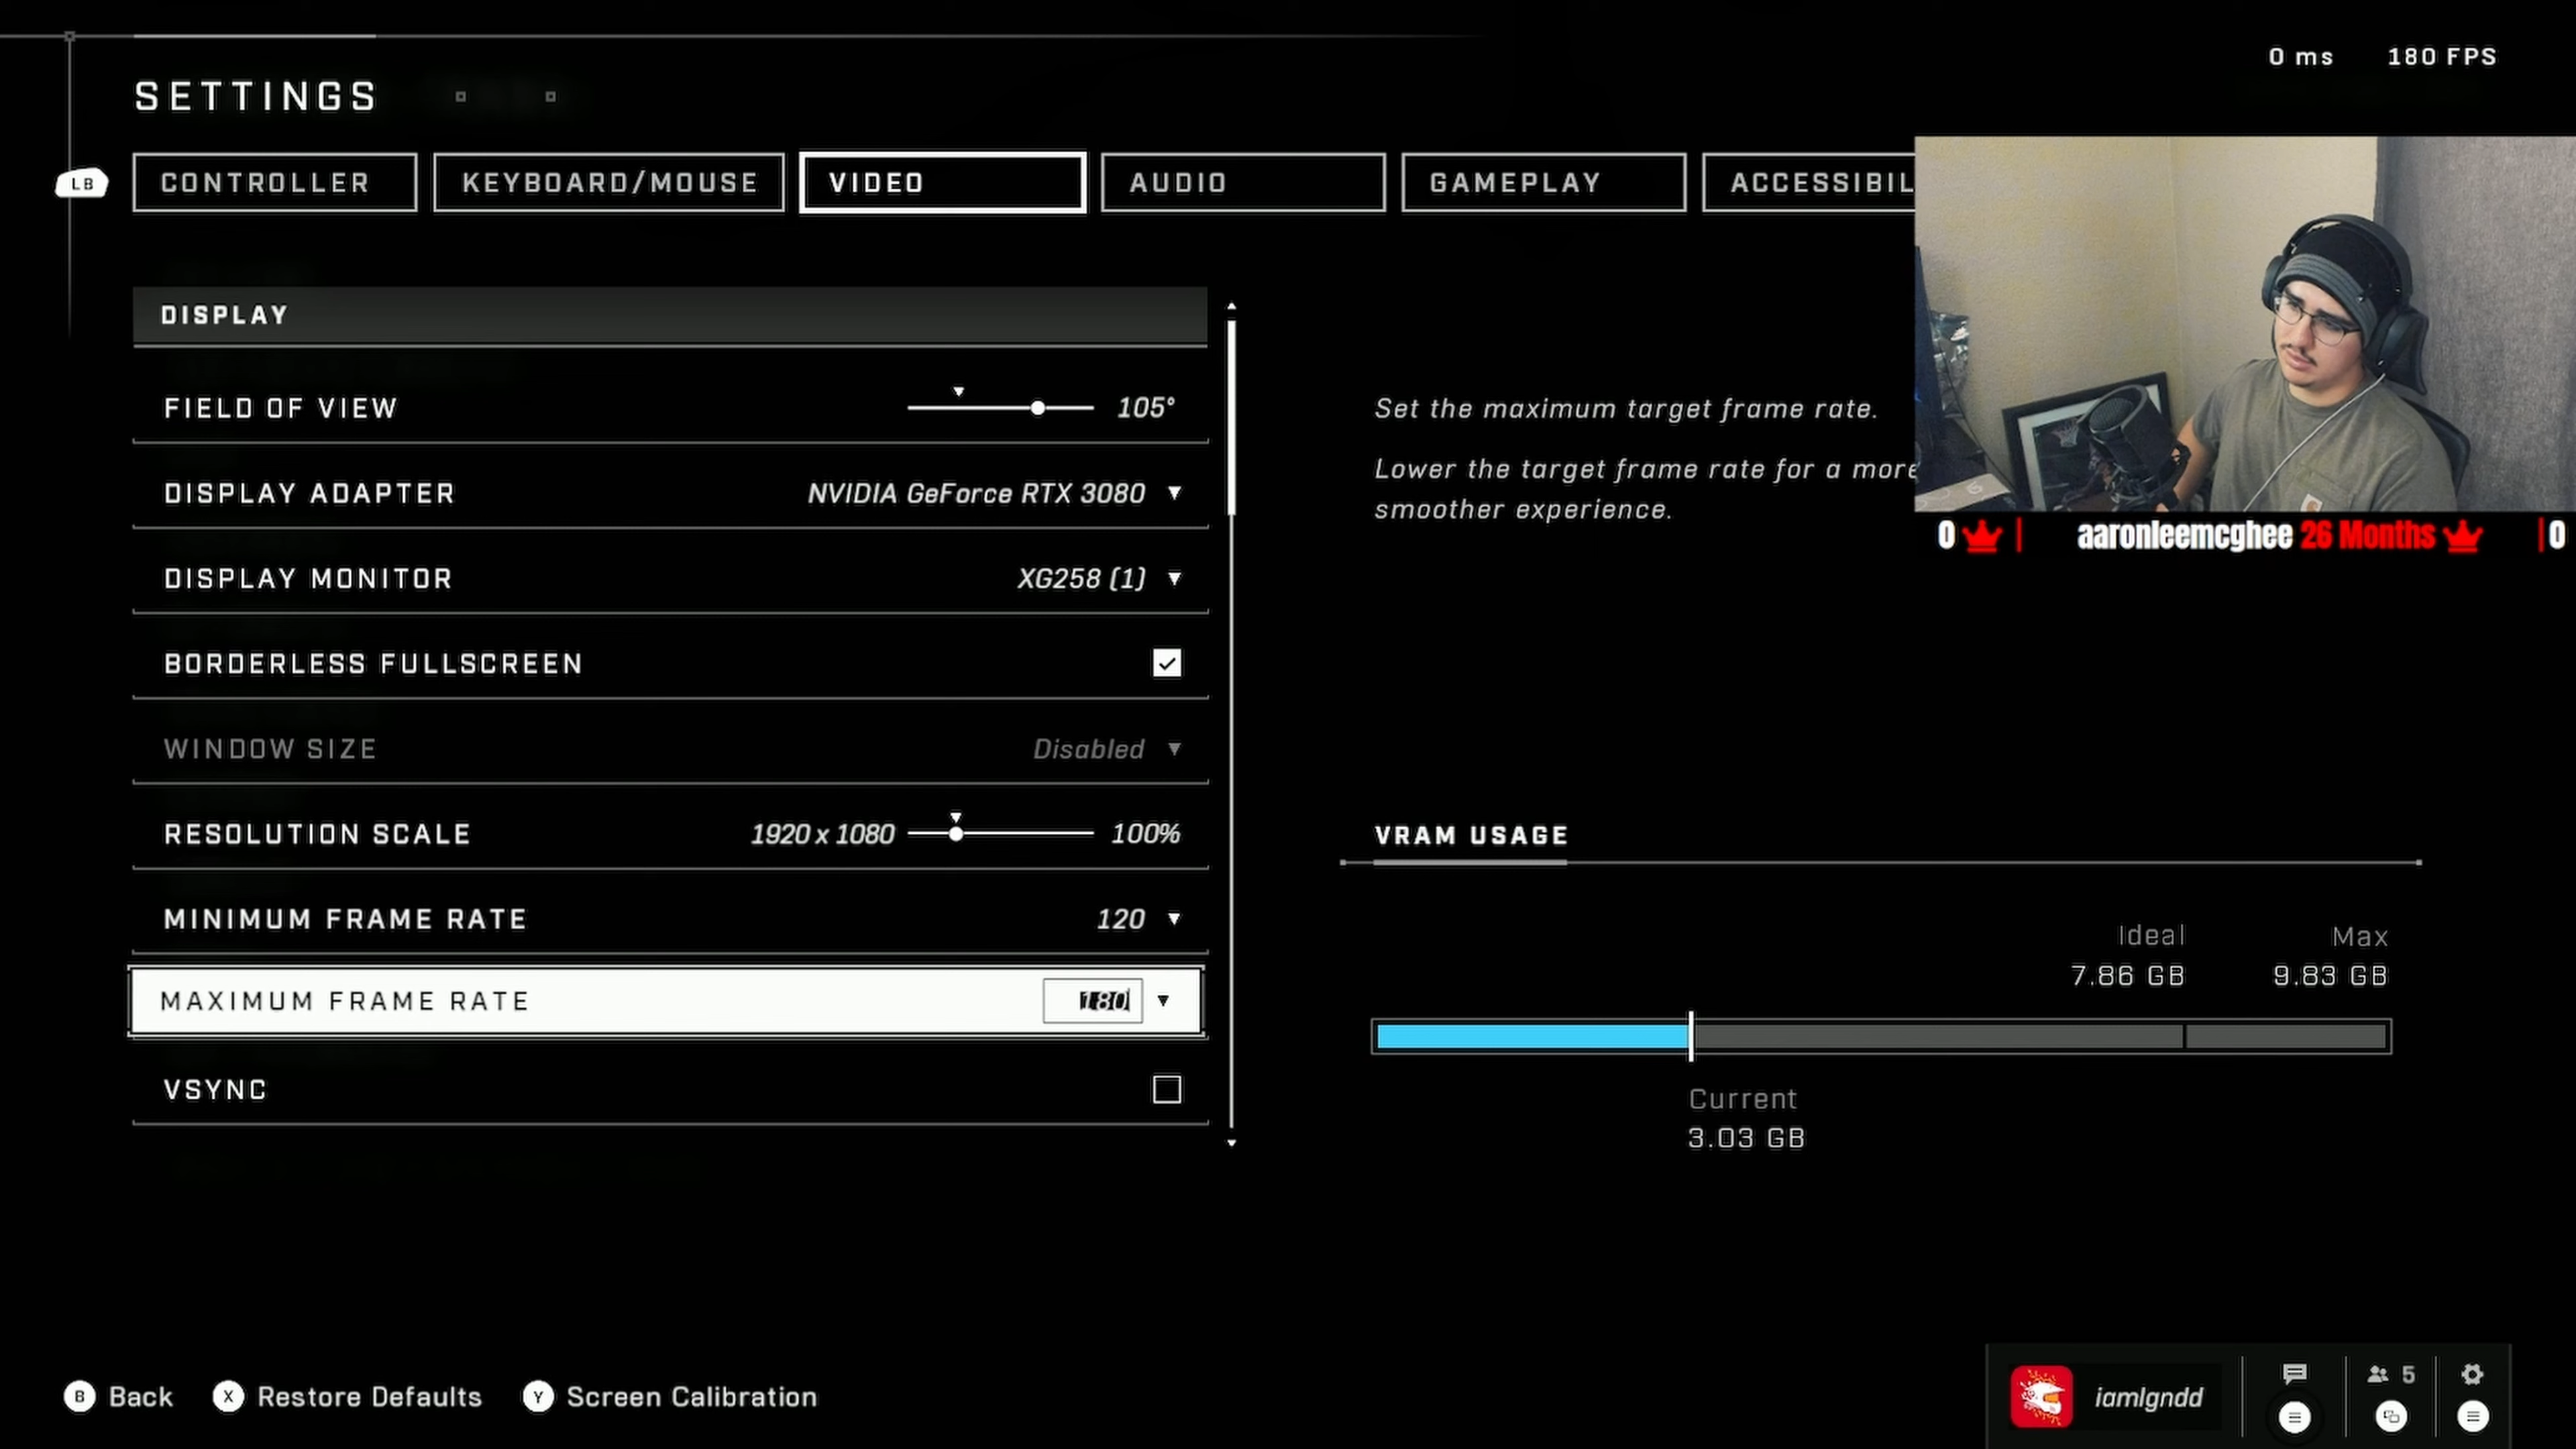 0 ms 180 FPS
SETTINGS
LB CONTROLLER KEYBOARD/MOUSE VIDEO AUDIO GAMEPLAY ACCESSIBIL
DISPLAY
FIELD OF VIEW 105°
DISPLAY ADAPTER NVIDIA GeForce RTX 3080
DISPLAY MONITOR XG258 (1)
BORDERLESS FULLSCREEN
WINDOW SIZE Disabled
RESOLUTION SCALE 1920 x 1080 100%
MINIMUM FRAME RATE 120
MAXIMUM FRAME RATE 180
VSYNC
Set the maximum target frame rate.
Lower the target frame rate for a more
smoother experience.
0 | aaronleemcghee 26 Months | 0
VRAM USAGE
Ideal Max
7.86 GB 9.83 GB
Current
3.03 GB
B Back X Restore Defaults Y Screen Calibration
iamlgndd 5